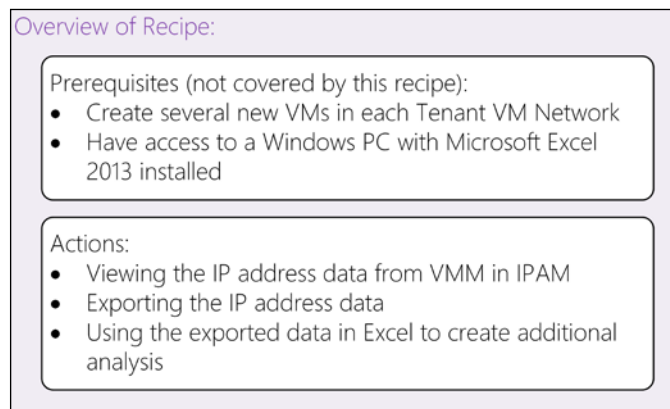 Overview of Recipe:
Prerequisites (not covered by this recipe):
• Create several new VMs in each Tenant VM Network
• Have access to a Windows PC with Microsoft Excel
2013 installed
Actions:
• Viewing the IP address data from VMM in IPAM
• Exporting the IP address data
• Using the exported data in Excel to create additional
analysis